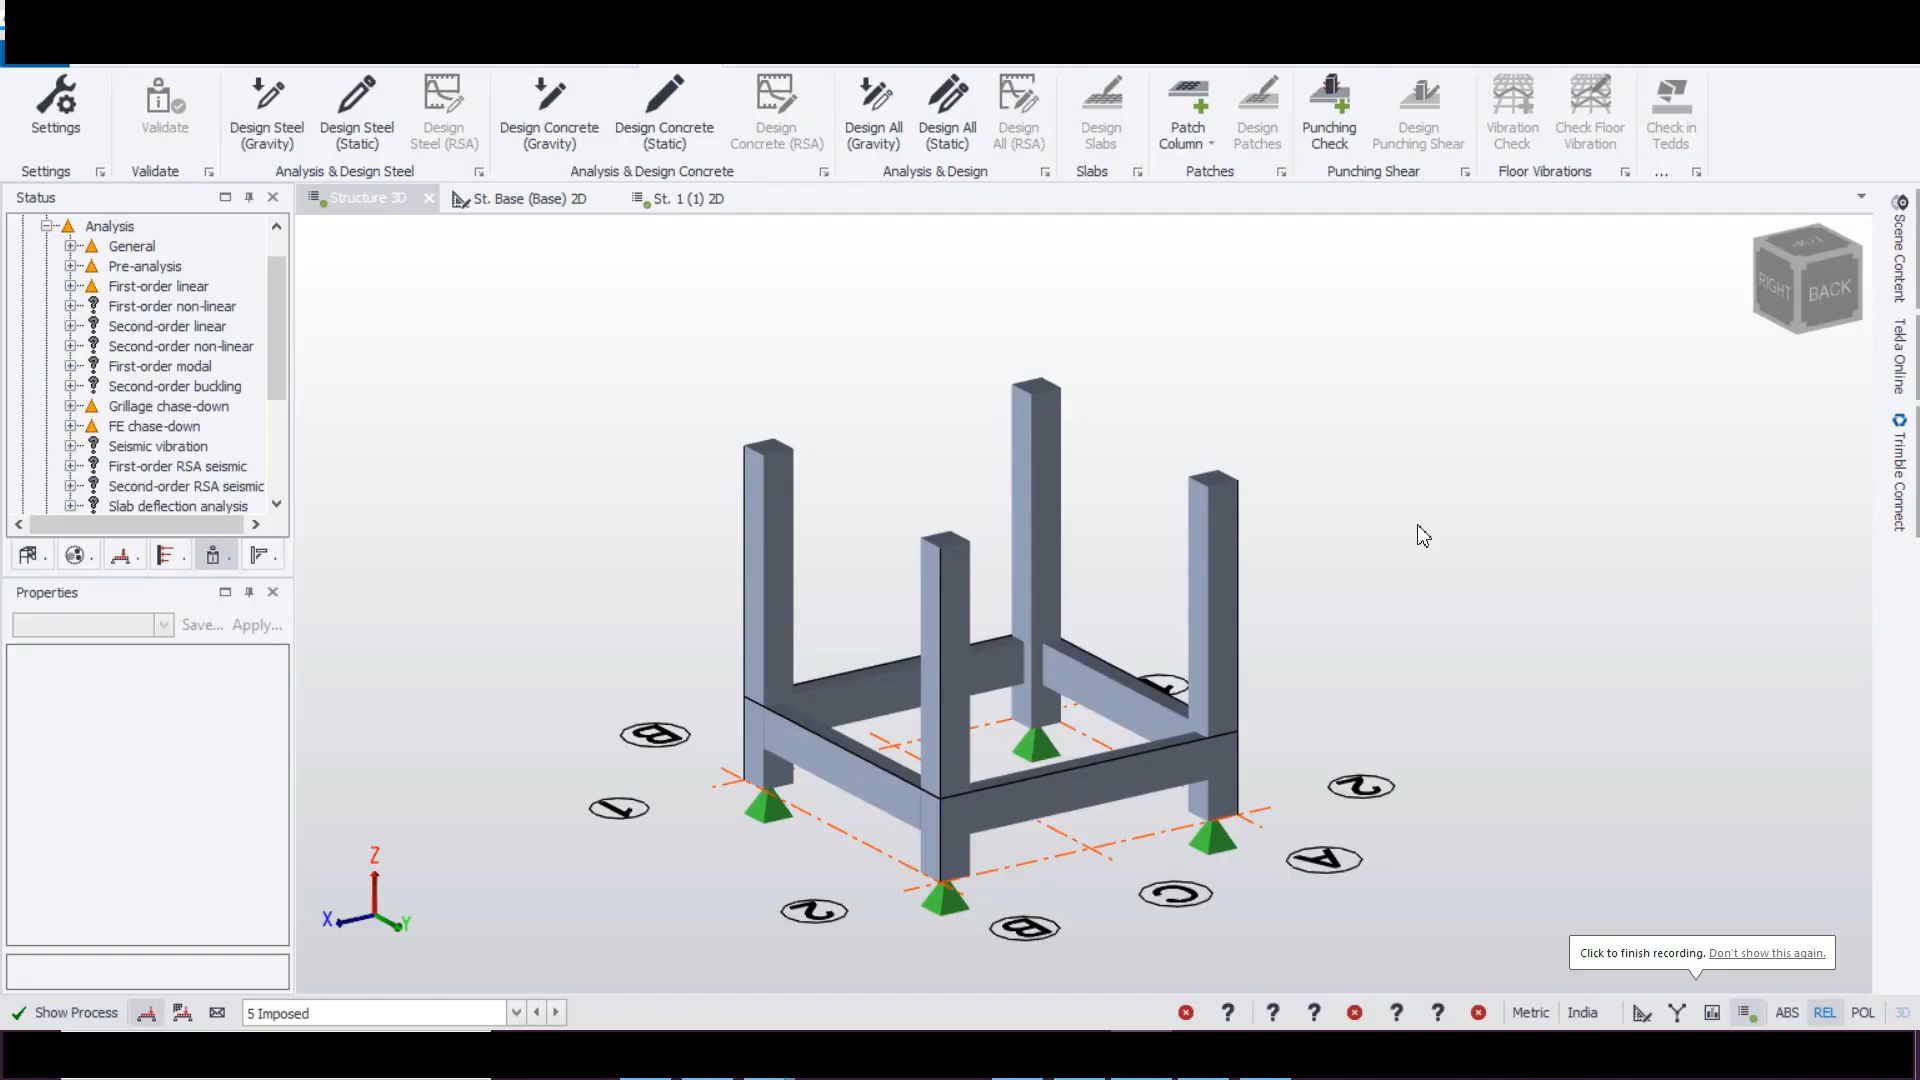 Settings
Validate
Design Steel
(Gravity)
Design Steel
(Static)
Design
Steel (RSA)
Design Concrete
(Gravity)
Design Concrete
(Static)
Design
Concrete (RSA)
Design All
(Gravity)
Design All
(Static)
Design
All (RSA)
Design
Slabs
Patch
Column
Design
Patches
Punching
Check
Design
Punching Shear
Vibration
Check
Check Floor
Vibration
Check in
Tedds
Settings
Validate
Analysis & Design Steel
Analysis & Design Concrete
Analysis & Design
Slabs
Patches
Punching Shear
Floor Vibrations
...
Status
Structure 3D
St. Base (Base) 2D
St. 1 (1) 2D
Analysis
General
Pre-analysis
First-order linear
First-order non-linear
Second-order linear
Second-order non-linear
First-order modal
Second-order buckling
Grillage chase-down
FE chase-down
Seismic vibration
First-order RSA seismic
Second-order RSA seismic
Slab deflection analysis
Properties
Save... Apply...
TOP
RIGHT
BACK
Scene Content
Tekla Online
Trimble Connect
B
1
1
2
A
C
2
B
Z
X
Y
Click to finish recording. Don't show this again.
Show Process
5 Imposed
? ? ? ? ?
Metric
India
ABS
REL
POL
3D